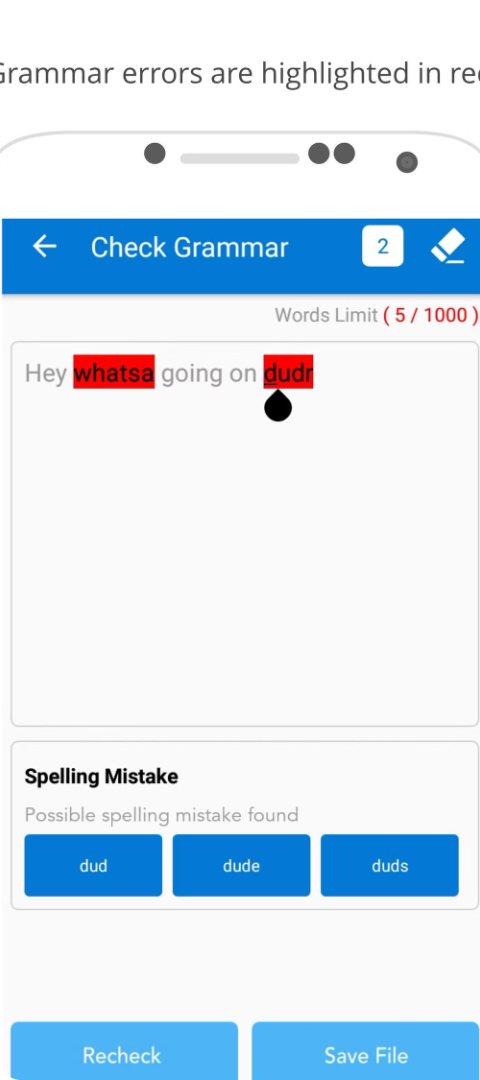 Grammar errors are highlighted in red
Check Grammar 2
Words Limit ( 5 / 1000 )
Hey whatsa going on dudr
Spelling Mistake
Possible spelling mistake found
dud dude duds
Recheck Save File